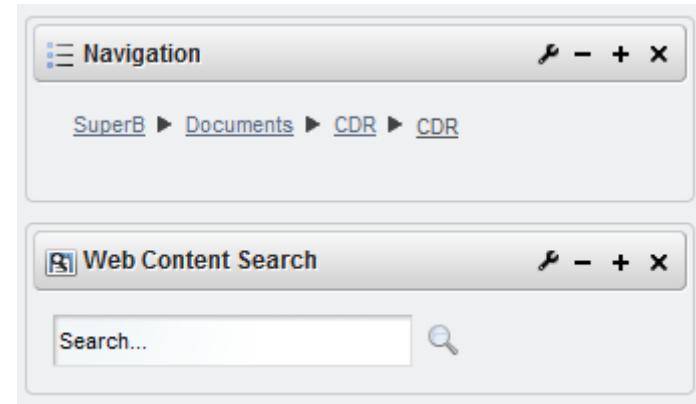 Navigation
SuperB ▶ Documents ▶ CDR ▶ CDR
Web Content Search
Search...